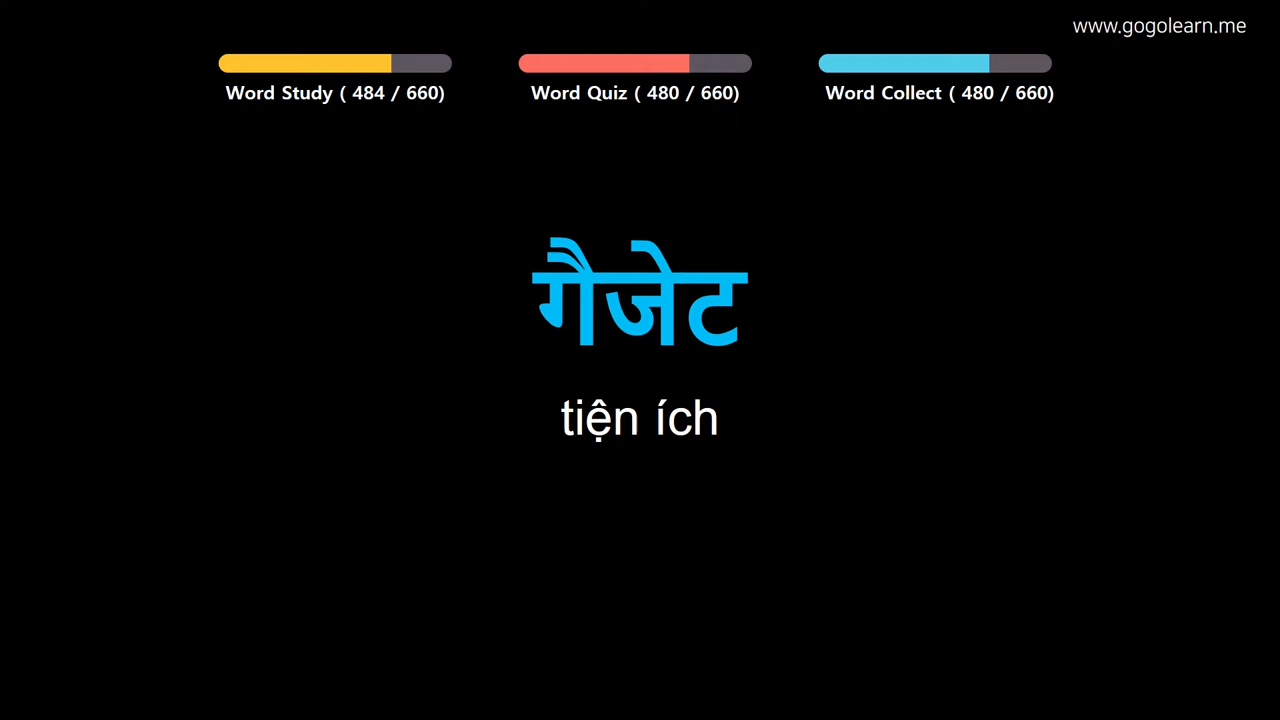 www.gogolearn.me
Word Study ( 484 / 660)
Word Quiz ( 480 / 660)
Word Collect ( 480 / 660)
गैजेट
tiện ích